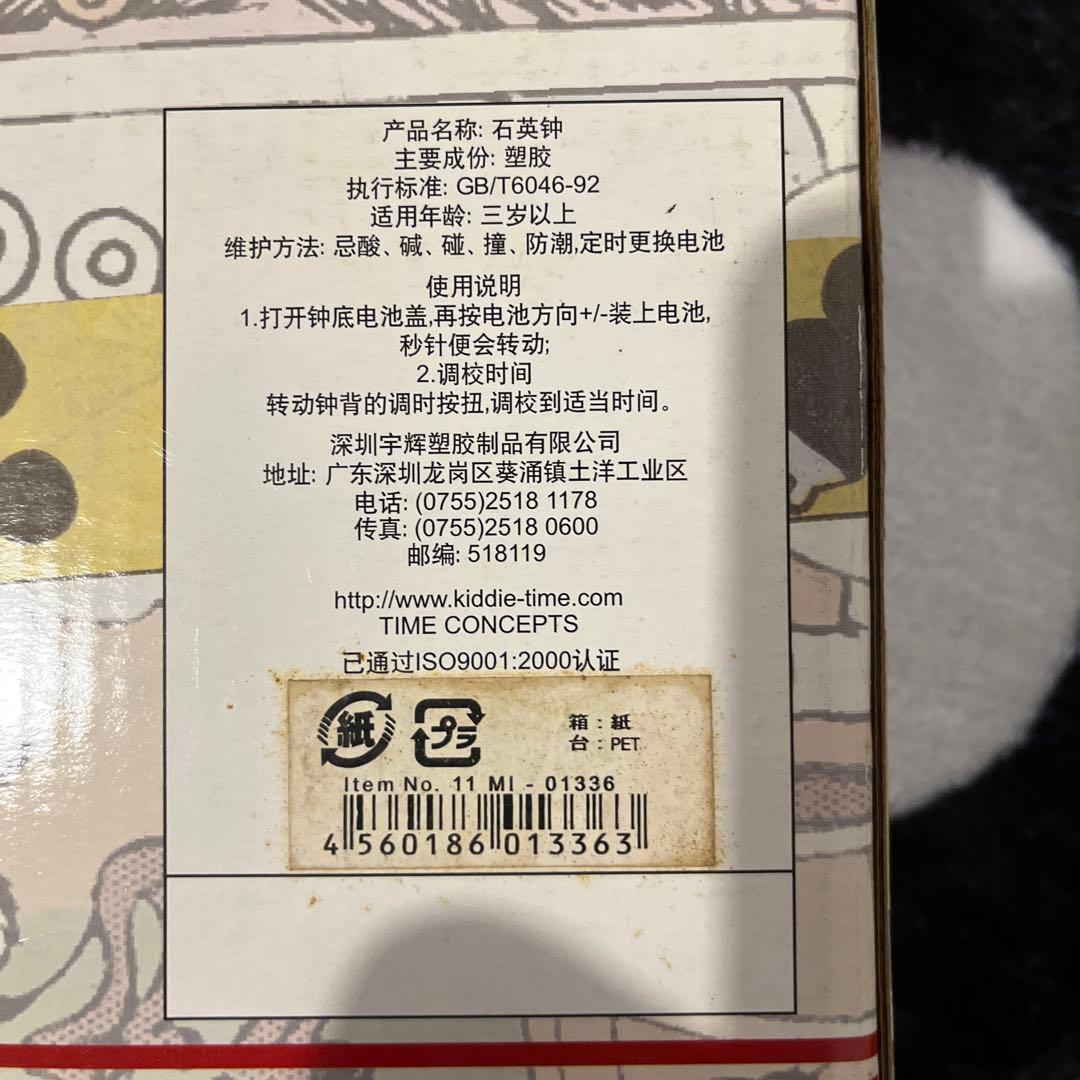 产品名称: 石英钟
主要成份: 塑胶
执行标准: GB/T6046-92
适用年龄: 三岁以上
维护方法: 忌酸、碱、碰、撞、防潮,定时更换电池
使用说明
1.打开钟底电池盖,再按电池方向+/-装上电池,
秒针便会转动;
2.调校时间
转动钟背的调时按扭,调校到适当时间。
深圳宇辉塑胶制品有限公司
地址: 广东深圳龙岗区葵涌镇土洋工业区
电话: (0755)2518 1178
传真: (0755)2518 0600
邮编: 518119
http://www.kiddie-time.com
TIME CONCEPTS
已通过ISO9001:2000认证
紙 プラ 箱:紙
台:PET
Item No. 11 MI - 01336
4 560186 013363